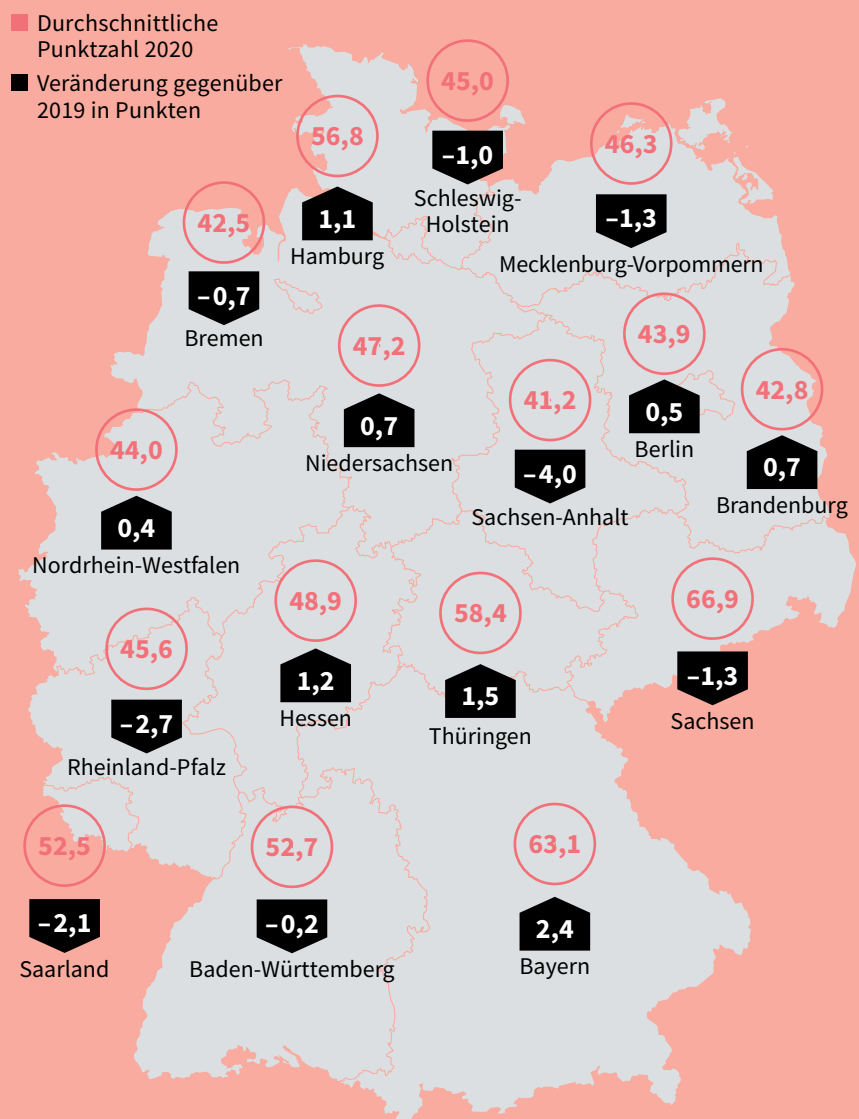 Durchschnittliche
Punktzahl 2020
Veränderung gegenüber
2019 in Punkten
45,0
–1,0
Schleswig-
Holstein
56,8
1,1
Hamburg
46,3
–1,3
Mecklenburg-Vorpommern
42,5
–0,7
Bremen
47,2
0,7
Niedersachsen
43,9
0,5
Berlin
41,2
–4,0
Sachsen-Anhalt
42,8
0,7
Brandenburg
44,0
0,4
Nordrhein-Westfalen
48,9
1,2
Hessen
58,4
1,5
Thüringen
66,9
–1,3
Sachsen
45,6
–2,7
Rheinland-Pfalz
52,5
–2,1
Saarland
52,7
–0,2
Baden-Württemberg
63,1
2,4
Bayern